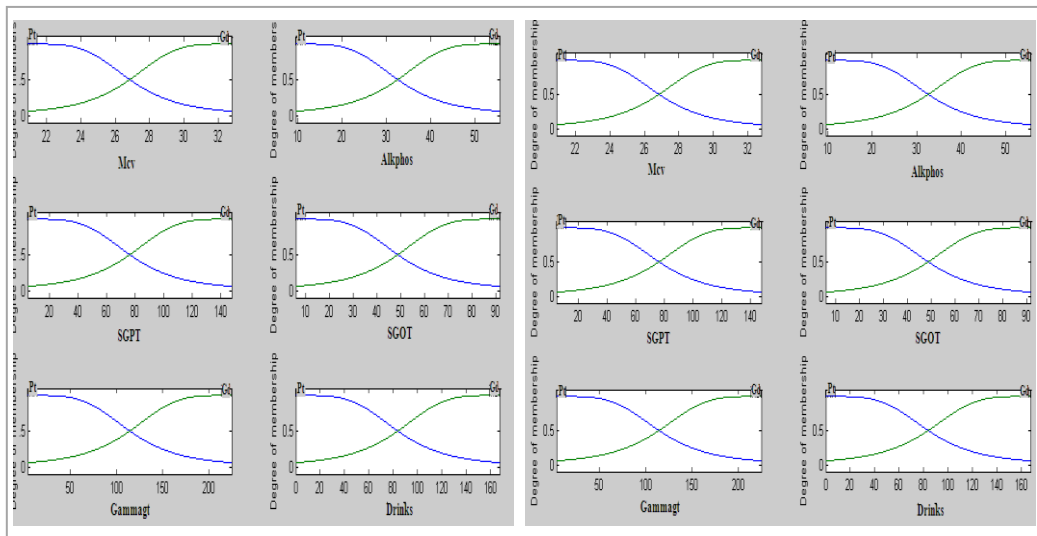 Degree of members
Pt
Gd
.5
0
22 24 26 28 30 32
Mcv
Degree of members
Pt
Gd
0.5
0
10 20 30 40 50
Alkphos
Degree of membership
Pt
Gd
.5
0
20 40 60 80 100 120 140
SGPT
Degree of membership
Pt
Gd
0.5
0
10 20 30 40 50 60 70 80 90
SGOT
Degree of membership
Pt
Gd
.5
0
50 100 150 200
Gammagt
Degree of membership
Pt
Gd
0.5
0
0 20 40 60 80 100 120 140 160
Drinks
Degree of membership
Pt
Gd
0.5
0
22 24 26 28 30 32
Mcv
Degree of membership
Pt
Gd
0.5
0
10 20 30 40 50
Alkphos
Degree of membership
Pt
Gd
0.5
0
20 40 60 80 100 120 140
SGPT
Degree of membership
Pt
Gd
0.5
0
10 20 30 40 50 60 70 80 90
SGOT
Degree of membership
Pt
Gd
0.5
0
50 100 150 200
Gammagt
Degree of membership
Pt
Gd
0.5
0
0 20 40 60 80 100 120 140 160
Drinks